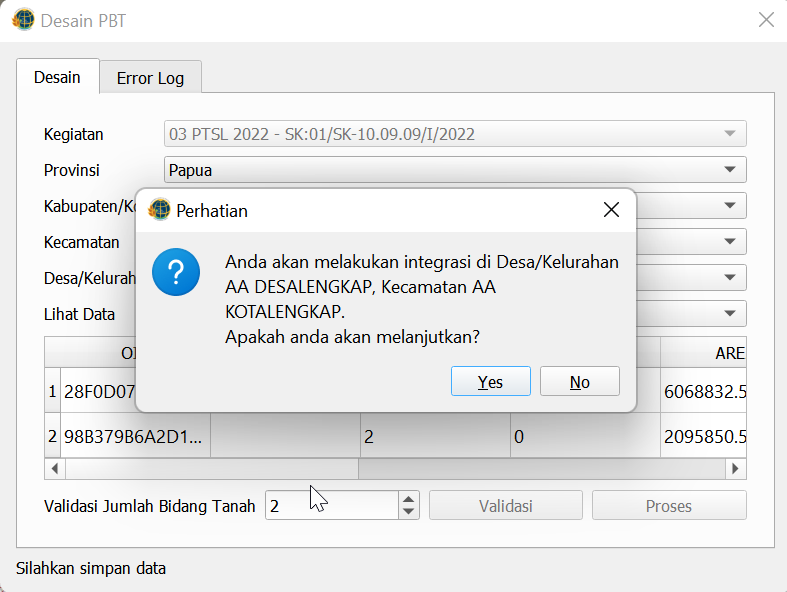 Desain PBT
Desain
Error Log
Kegiatan
03 PTSL 2022 - SK:01/SK-10.09.09/I/2022
Provinsi
Papua
Kabupaten/Ko
Perhatian
Kecamatan
Anda akan melakukan integrasi di Desa/Kelurahan
AA DESALENGKAP, Kecamatan AA
KOTALENGKAP.
Apakah anda akan melanjutkan?
Desa/Kelurah
Lihat Data
Yes
No
ARE
1 28F0D07 6068832.5
2 98B379B6A2D1... 2 0 2095850.5
Validasi Jumlah Bidang Tanah 2 Validasi Proses
Silahkan simpan data